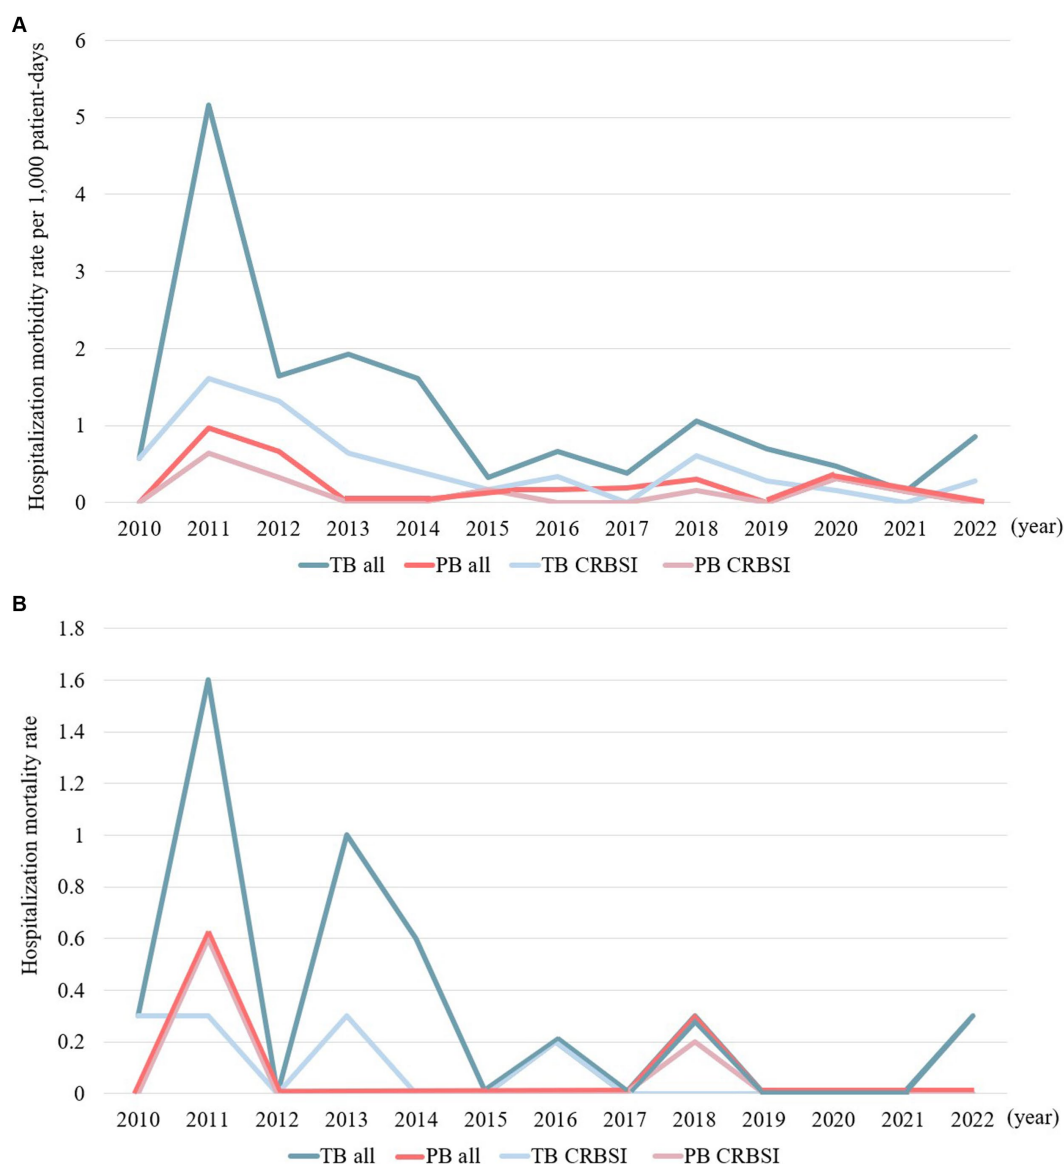 A
Hospitalization morbidity rate per 1,000 patient-days
6
5
4
3
2
1
0
2010 2011 2012 2013 2014 2015 2016 2017 2018 2019 2020 2021 2022 (year)
TB all PB all TB CRBSI PB CRBSI
B
Hospitalization mortality rate
1.8
1.6
1.4
1.2
1
0.8
0.6
0.4
0.2
0
2010 2011 2012 2013 2014 2015 2016 2017 2018 2019 2020 2021 2022 (year)
TB all PB all TB CRBSI PB CRBSI